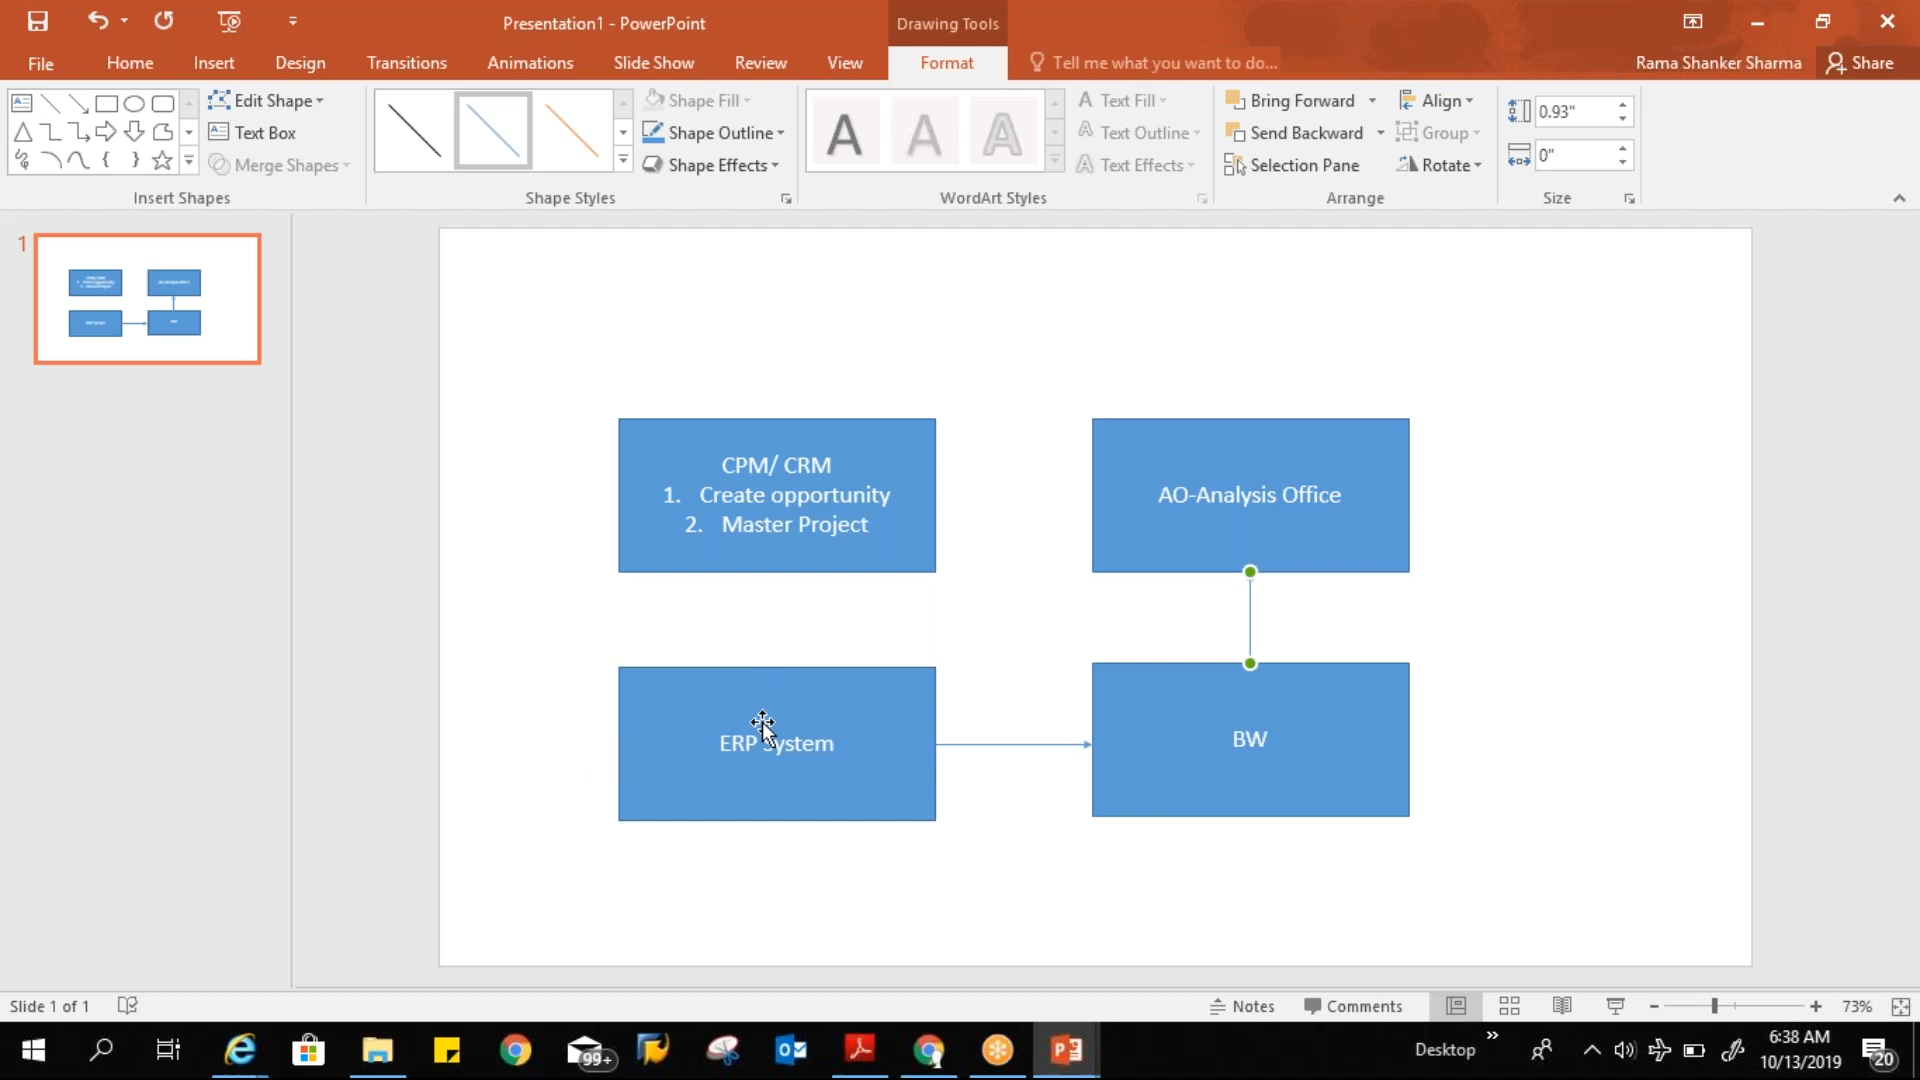 Presentation1 - PowerPoint
Drawing Tools
File Home Insert Design Transitions Animations Slide Show Review View Format Tell me what you want to do... Rama Shanker Sharma Share
Edit Shape
Text Box
Merge Shapes
Insert Shapes
Shape Fill
Shape Outline
Shape Effects
Shape Styles
A A A
WordArt Styles
A Text Fill
A Text Outline
A Text Effects
Bring Forward
Send Backward
Selection Pane
Align
Group
Rotate
Arrange
0.93"
0"
Size
1
CPM/ CRM
1. Create opportunity
2. Master Project
AO-Analysis Office
ERP System
BW
Slide 1 of 1 Notes Comments 73%
99+
Desktop
6:38 AM
10/13/2019
20